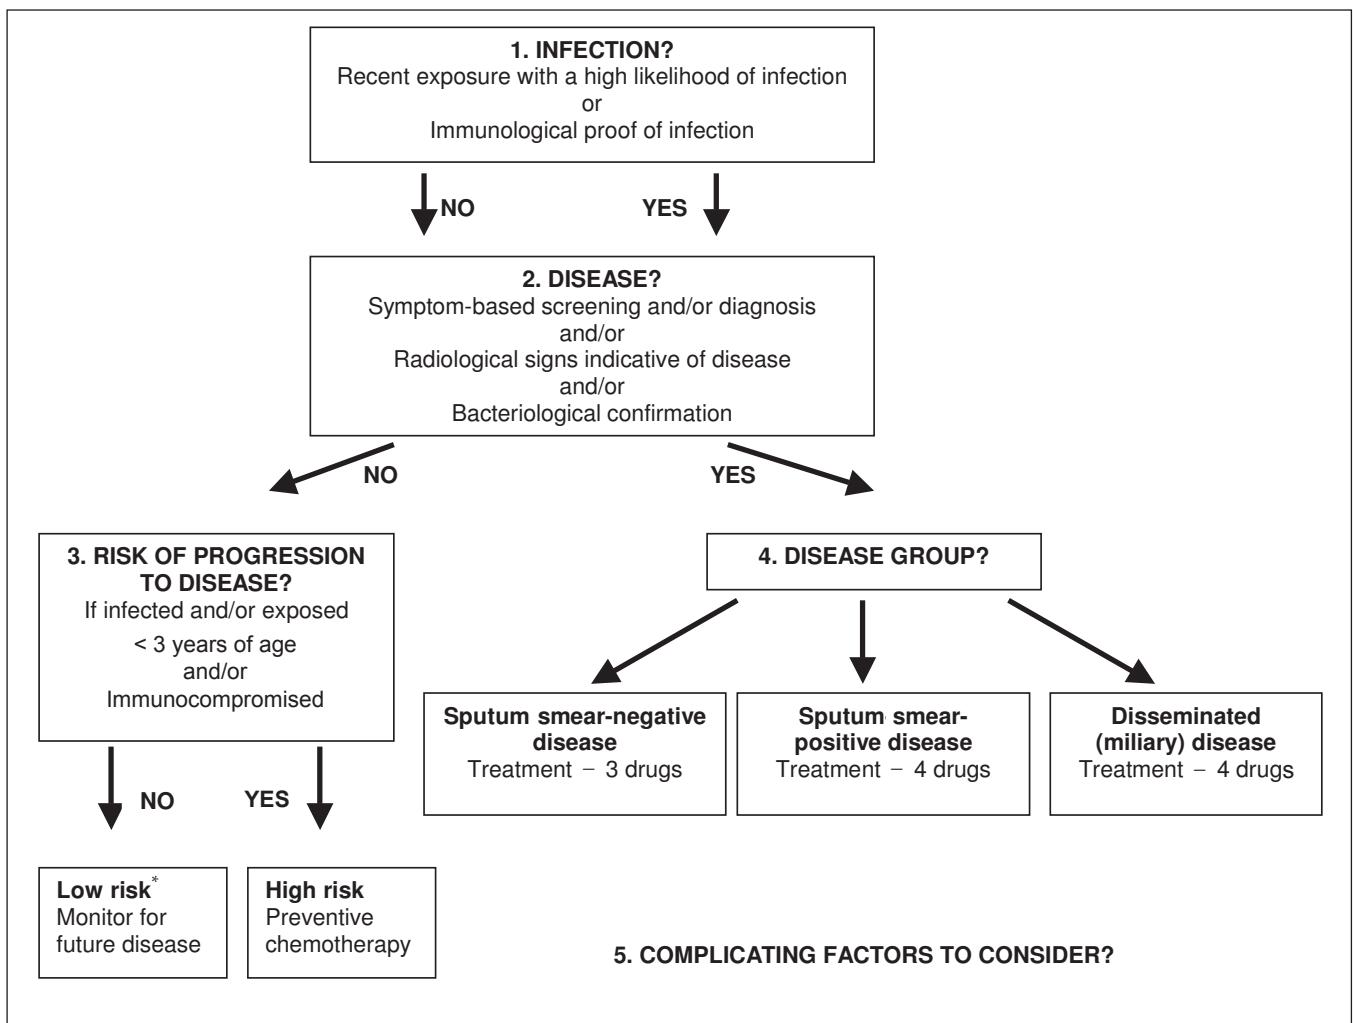 1. INFECTION?
Recent exposure with a high likelihood of infection
or
Immunological proof of infection
NO
YES
2. DISEASE?
Symptom-based screening and/or diagnosis
and/or
Radiological signs indicative of disease
and/or
Bacteriological confirmation
NO
YES
3. RISK OF PROGRESSION
TO DISEASE?
If infected and/or exposed
< 3 years of age
and/or
Immunocompromised
4. DISEASE GROUP?
Sputum smear-negative
disease
Treatment – 3 drugs
Sputum smear-
positive disease
Treatment – 4 drugs
Disseminated
(miliary) disease
Treatment – 4 drugs
NO
YES
Low risk*
Monitor for
future disease
High risk
Preventive
chemotherapy
5. COMPLICATING FACTORS TO CONSIDER?